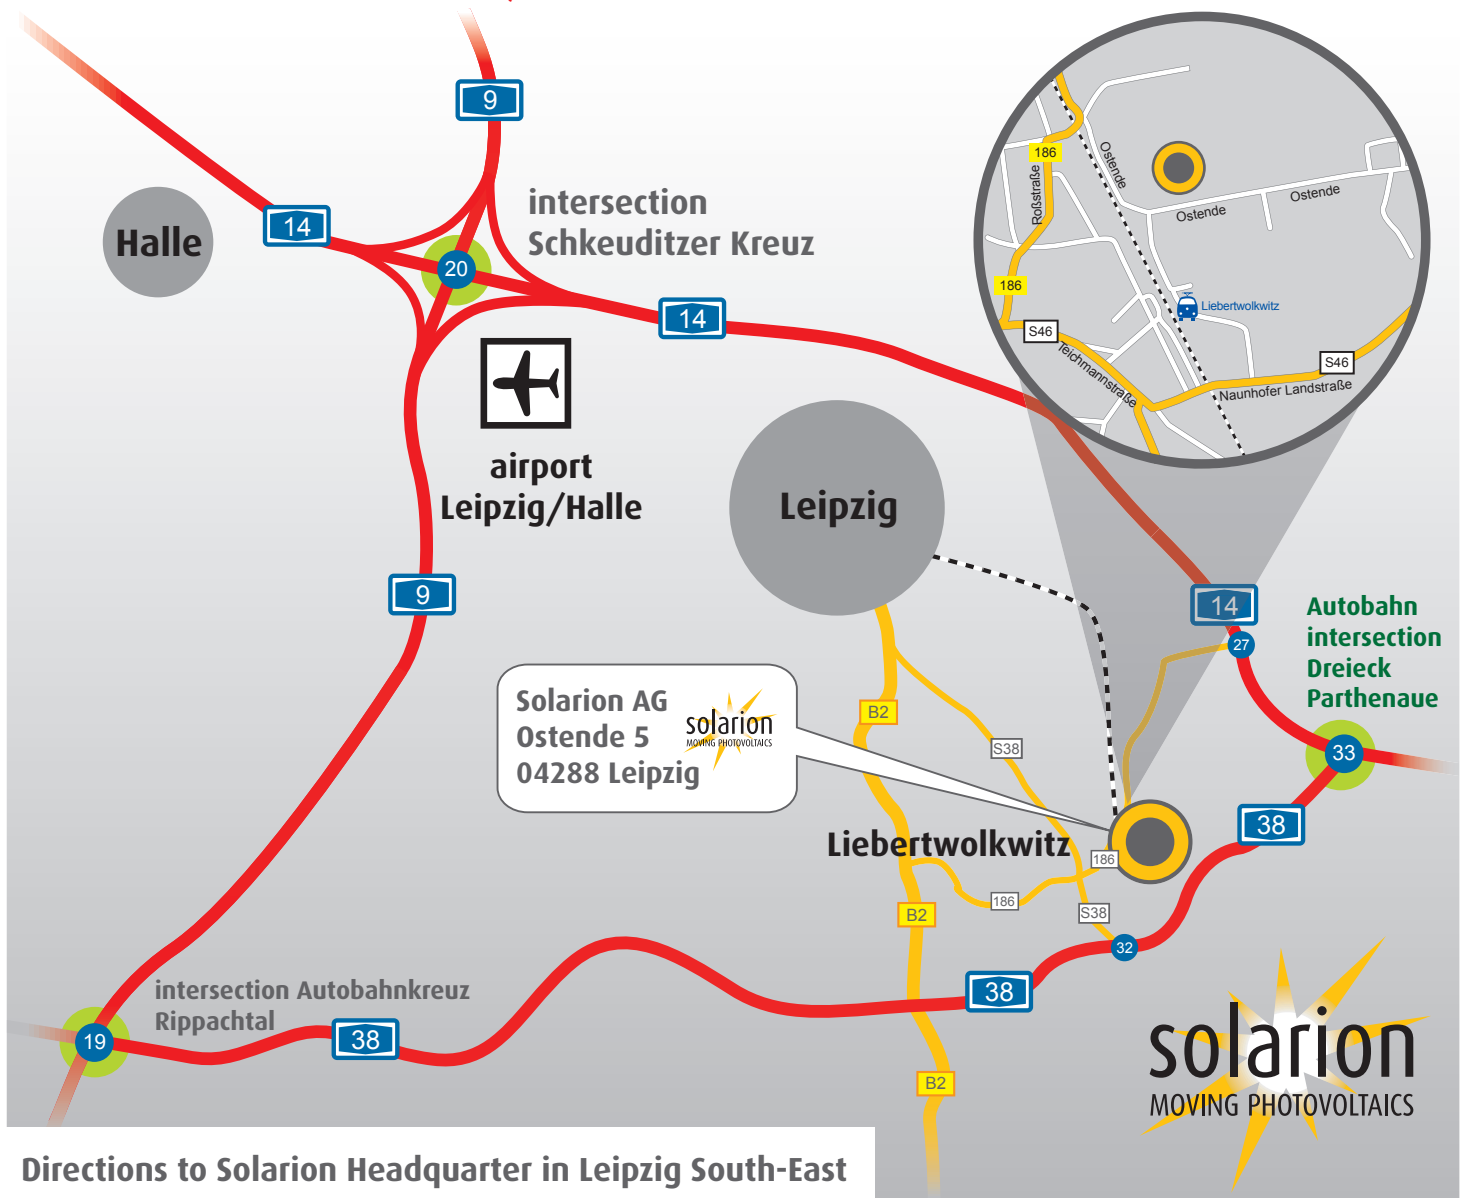 9
14
Halle
intersection
Schkeuditzer Kreuz
20
14
airport
Leipzig/Halle
9
Leipzig
186
Roßstraße
Ostende
Ostende
Ostende
186
S46
Liebertwolkwitz
Teichmannstraße
S46
Naunhofer Landstraße
14
27
Autobahn
intersection
Dreieck
Parthenaue
33
38
Solarion AG
Ostende 5
04288 Leipzig
solarion
MOVING PHOTOVOLTAICS
B2
S38
Liebertwolkwitz
186
186
S38
B2
32
38
intersection Autobahnkreuz
Rippachtal
19
38
B2
solarion
MOVING PHOTOVOLTAICS
Directions to Solarion Headquarter in Leipzig South-East